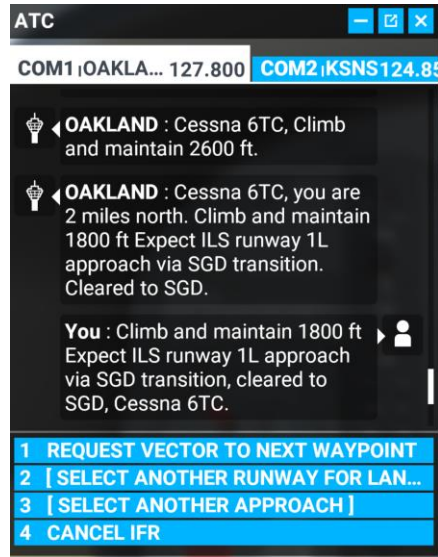 ATC
COM1 |OAKLA... 127.800 COM2 |KSNS 124.85
OAKLAND : Cessna 6TC, Climb
and maintain 2600 ft.
OAKLAND : Cessna 6TC, you are
2 miles north. Climb and maintain
1800 ft Expect ILS runway 1L
approach via SGD transition.
Cleared to SGD.
You : Climb and maintain 1800 ft
Expect ILS runway 1L approach
via SGD transition, cleared to
SGD, Cessna 6TC.
1 REQUEST VECTOR TO NEXT WAYPOINT
2 [ SELECT ANOTHER RUNWAY FOR LAN...
3 [ SELECT ANOTHER APPROACH ]
4 CANCEL IFR